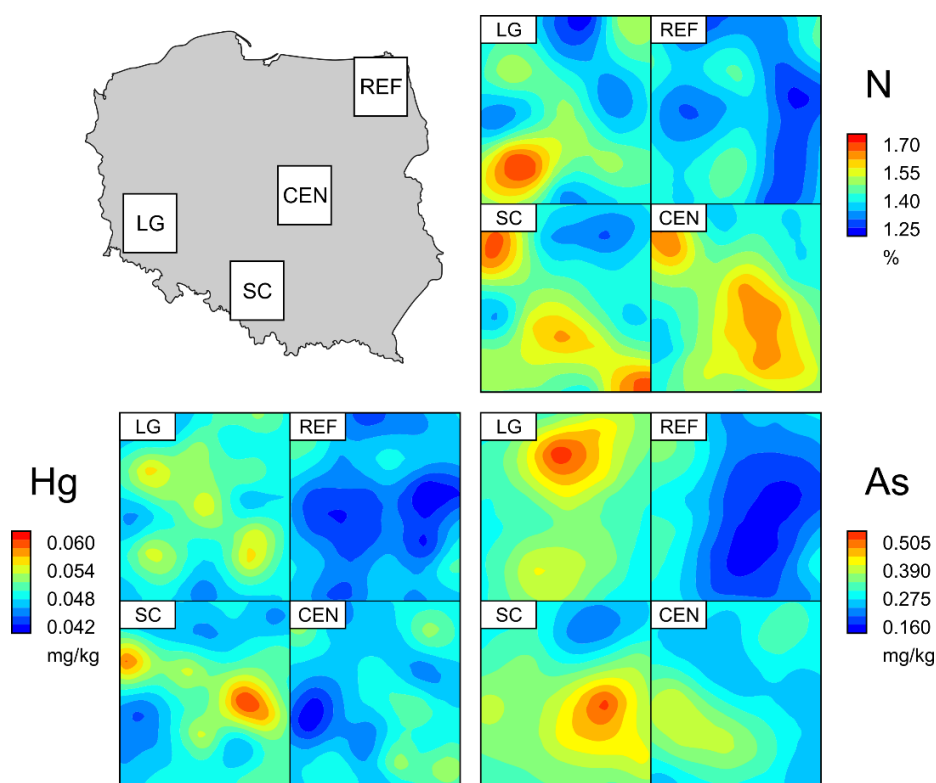 REF
CEN
LG
SC
N
LG
REF
SC
CEN
1.70
1.55
1.40
1.25
%
Hg
LG
REF
SC
CEN
0.060
0.054
0.048
0.042
mg/kg
As
LG
REF
SC
CEN
0.505
0.390
0.275
0.160
mg/kg